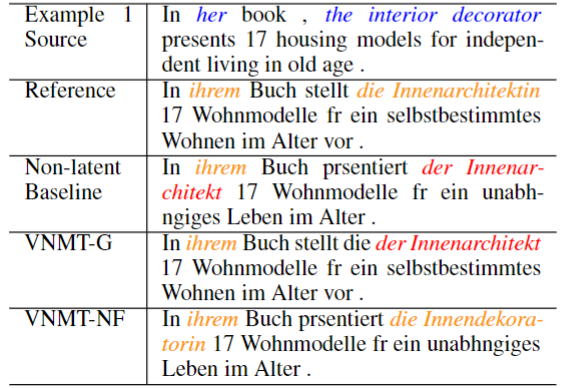 Example 1 In her book , the interior decorator
Source presents 17 housing models for indepen-
dent living in old age .
Reference In ihrem Buch stellt die Innenarchitektin
17 Wohnmodelle fr ein selbstbestimmtes
Wohnen im Alter vor .
Non-latent In ihrem Buch prsentiert der Innenar-
Baseline chitekt 17 Wohnmodelle fr ein unabh-
ngiges Leben im Alter .
VNMT-G In ihrem Buch stellt die der Innenarchitekt
17 Wohnmodelle fr ein selbstbestimmtes
Wohnen im Alter vor .
VNMT-NF In ihrem Buch prsentiert die Innendekora-
torin 17 Wohnmodelle fr ein unabhngiges
Leben im Alter .